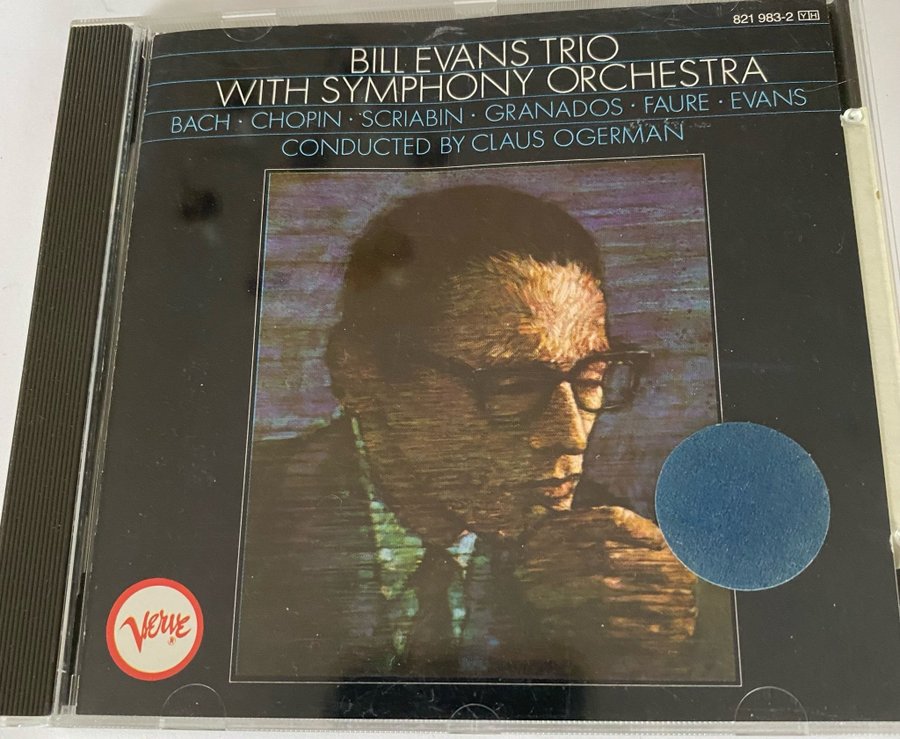 821 983-2 YH
BILL EVANS TRIO
WITH SYMPHONY ORCHESTRA
BACH · CHOPIN · SCRIABIN · GRANADOS · FAURE · EVANS
CONDUCTED BY CLAUS OGERMAN
VERVE ®